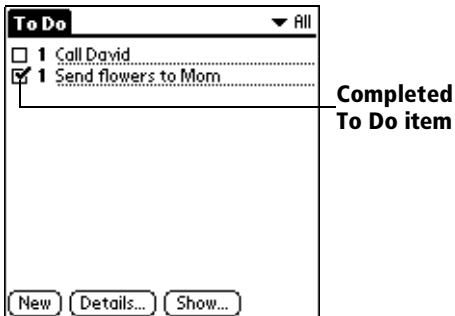 To Do
All
1 Call David
1 Send flowers to Mom
Completed
To Do item
New Details... Show...